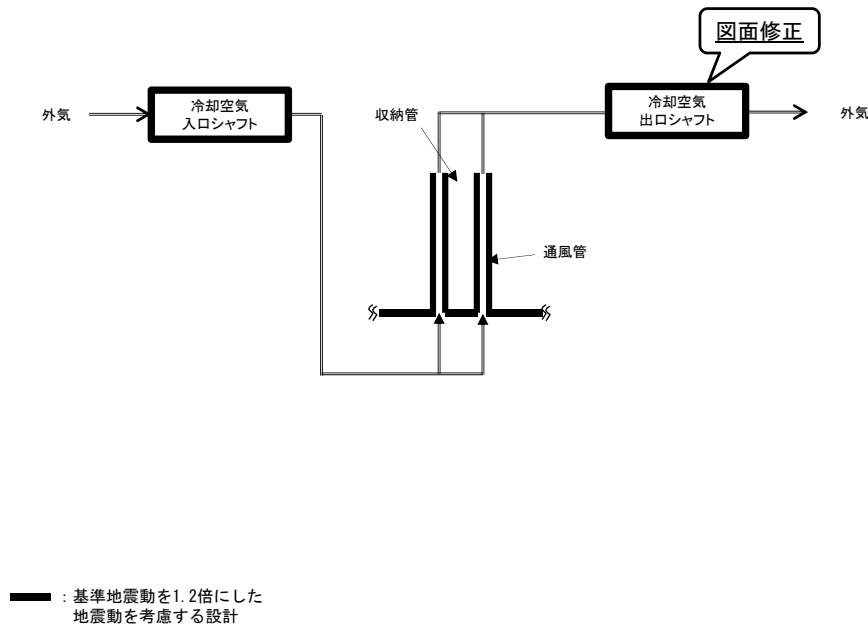 図面修正
外気
冷却空気
入口シャフト
収納管
冷却空気
出口シャフト
外気
通風管
：基準地震動を1.2倍にした
地震動を考慮する設計